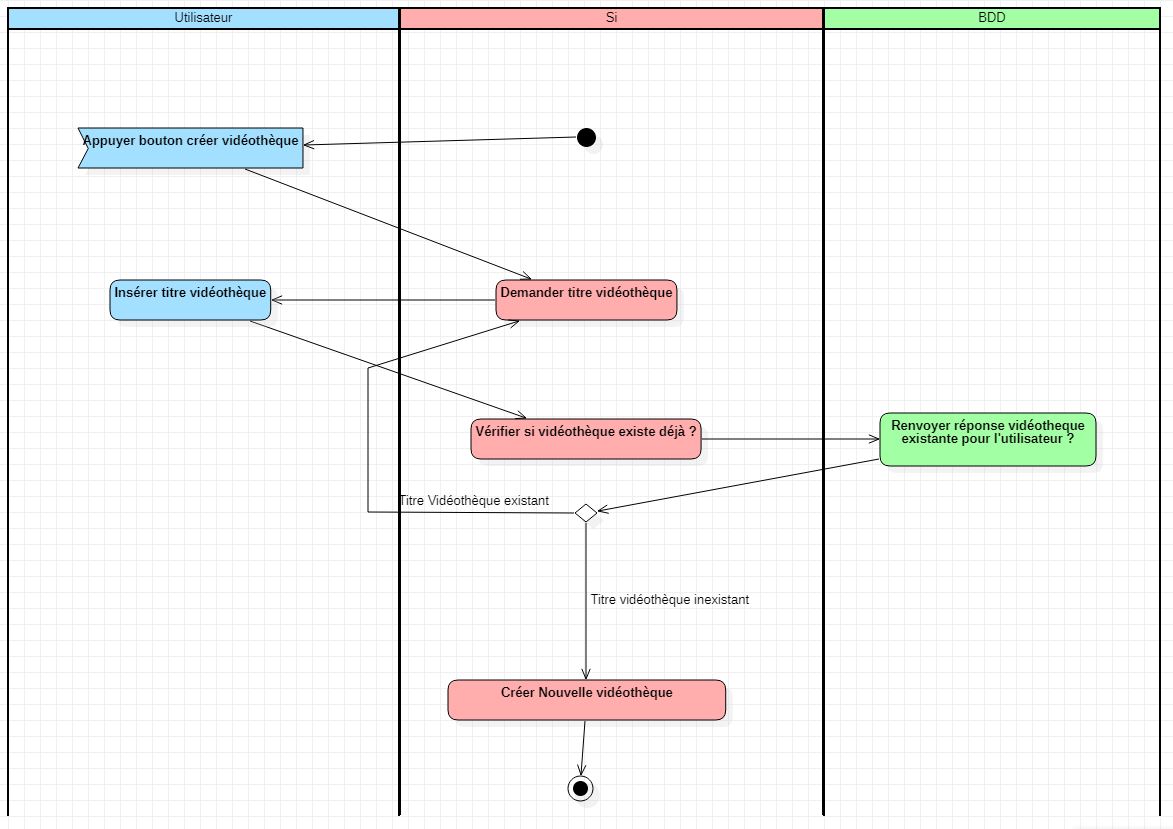 Utilisateur
Si
BDD
Appuyer bouton créer vidéothèque
Insérer titre vidéothèque
Demander titre vidéothèque
Vérifier si vidéothèque existe déjà ?
Renvoyer réponse vidéotheque
existante pour l'utilisateur ?
Titre Vidéothèque existant
Titre vidéothèque inexistant
Créer Nouvelle vidéothèque